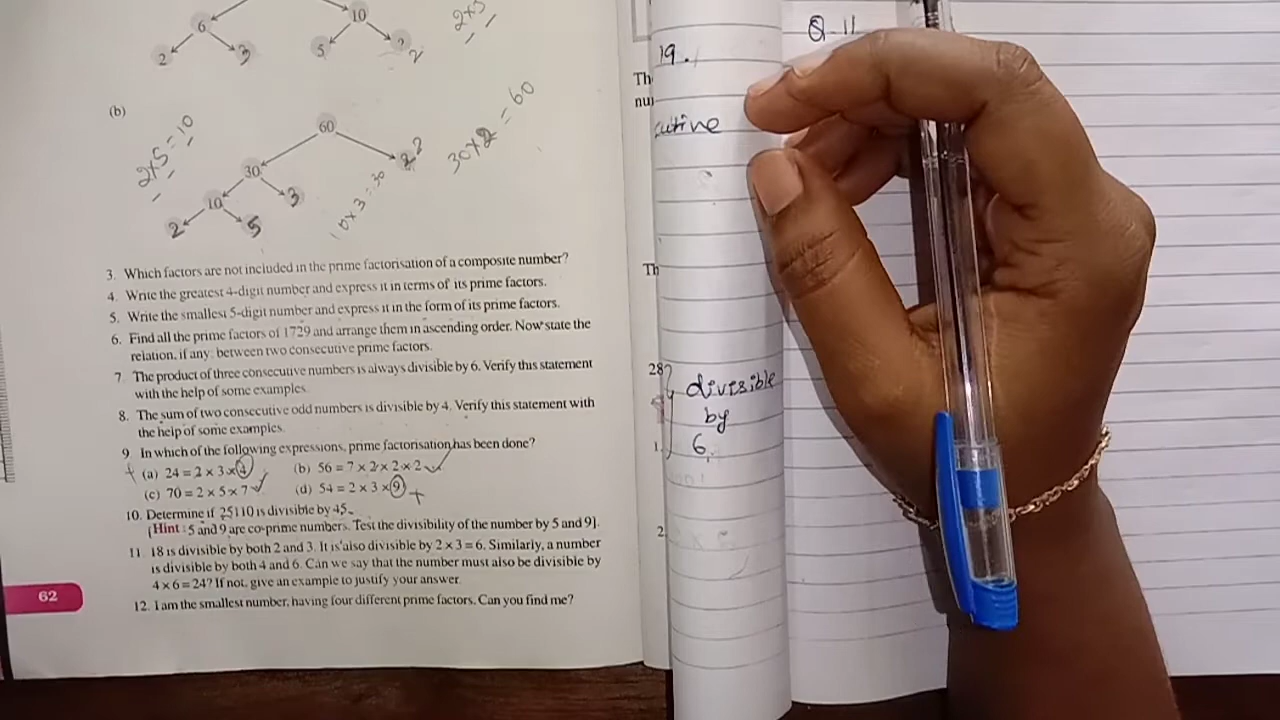 6
10
2
3
5
?
2
2x5
(b)
2x5=10
60
30x2=60
30
2?
10
3
10x3=30
2
5
3. Which factors are not included in the prime factorisation of a composite number?
4. Write the greatest 4-digit number and express it in terms of its prime factors.
5. Write the smallest 5-digit number and express it in the form of its prime factors.
6. Find all the prime factors of 1729 and arrange them in ascending order. Now state the
relation, if any; between two consecutive prime factors.
7 The product of three consecutive numbers is always divisible by 6. Verify this statement
with the help of some examples.
8. The sum of two consecutive odd numbers is divisible by 4. Verify this statement with
the help of some examples.
9 In which of the following expressions, prime factorisation has been done?
(a) 24 = 2 × 3 × 4
(b) 56 = 7 × 2 × 2 × 2
(c) 70 = 2 × 5 × 7
(d) 54 = 2 × 3 × 9
10. Determine if 25110 is divisible by 45.
[Hint : 5 and 9 are co-prime numbers. Test the divisibility of the number by 5 and 9].
11 18 is divisible by both 2 and 3. It is also divisible by 2 × 3 = 6. Similarly, a number
is divisible by both 4 and 6. Can we say that the number must also be divisible by
4 × 6 = 24? If not, give an example to justify your answer.
12. I am the smallest number, having four different prime factors. Can you find me?
62
Th
nu
Th
28
1.
2.
19.
cutive
divisible
by
6.
Q.11